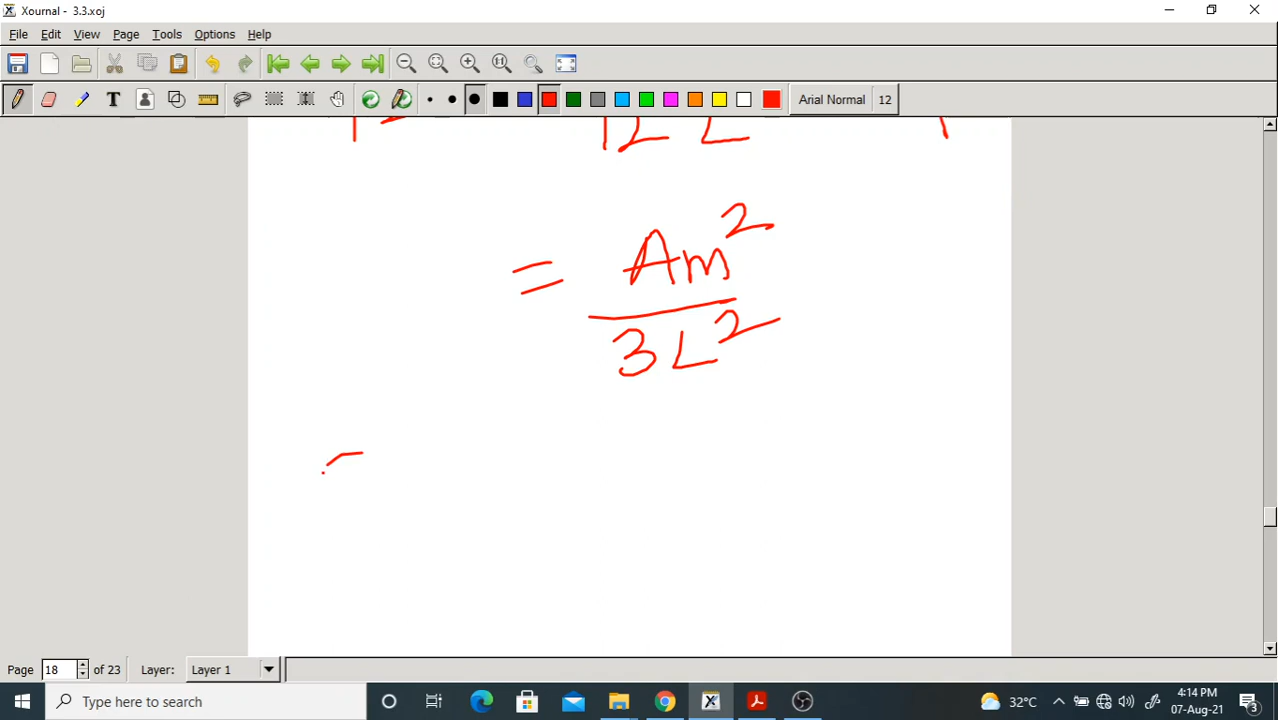 Xournal - 3.3.xoj
File Edit View Page Tools Options Help
T Arial Normal 12
12 L
= Am²
3L²
Page 18 of 23 Layer: Layer 1
Type here to search
32°C
4:14 PM
07-Aug-21
3